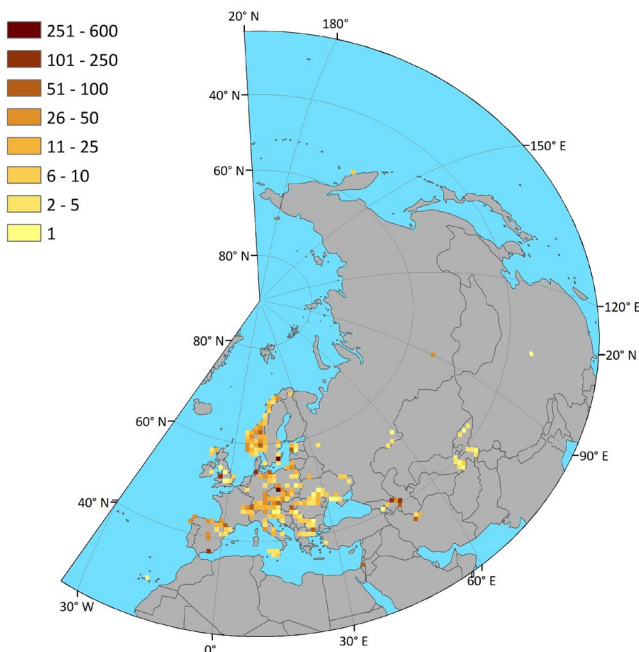 251 - 600
101 - 250
51 - 100
26 - 50
11 - 25
6 - 10
2 - 5
1
20° N
180°
40° N
150° E
60° N
80° N
120° E
80° N
20° N
60° N
90° E
40° N
60° E
30° W
30° E
0°